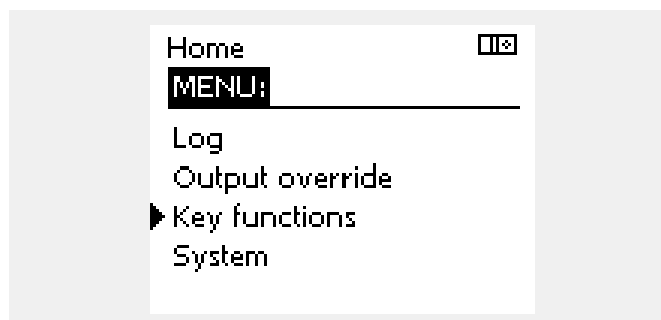 Home
MENU:
Log
Output override
Key functions
System